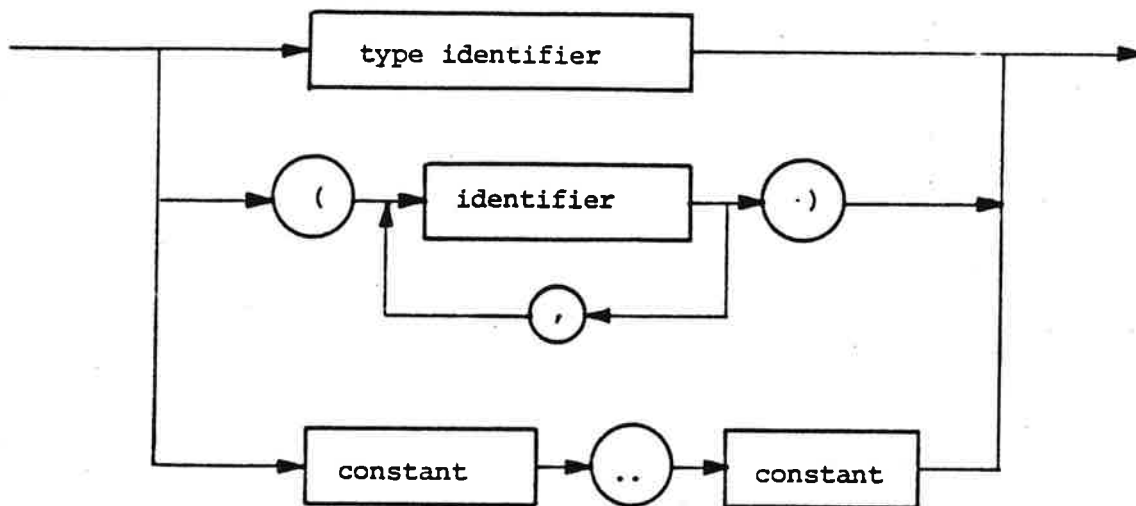 type identifier
( identifier )
,
constant .. constant